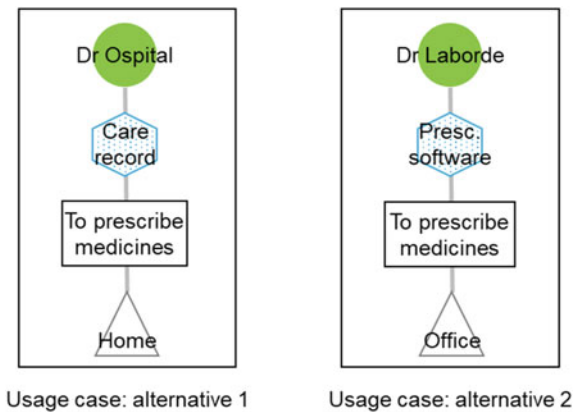 Dr Ospital
Care
record
To prescribe
medicines
Home
Usage case: alternative 1
Dr Laborde
Presc.
software
To prescribe
medicines
Office
Usage case: alternative 2